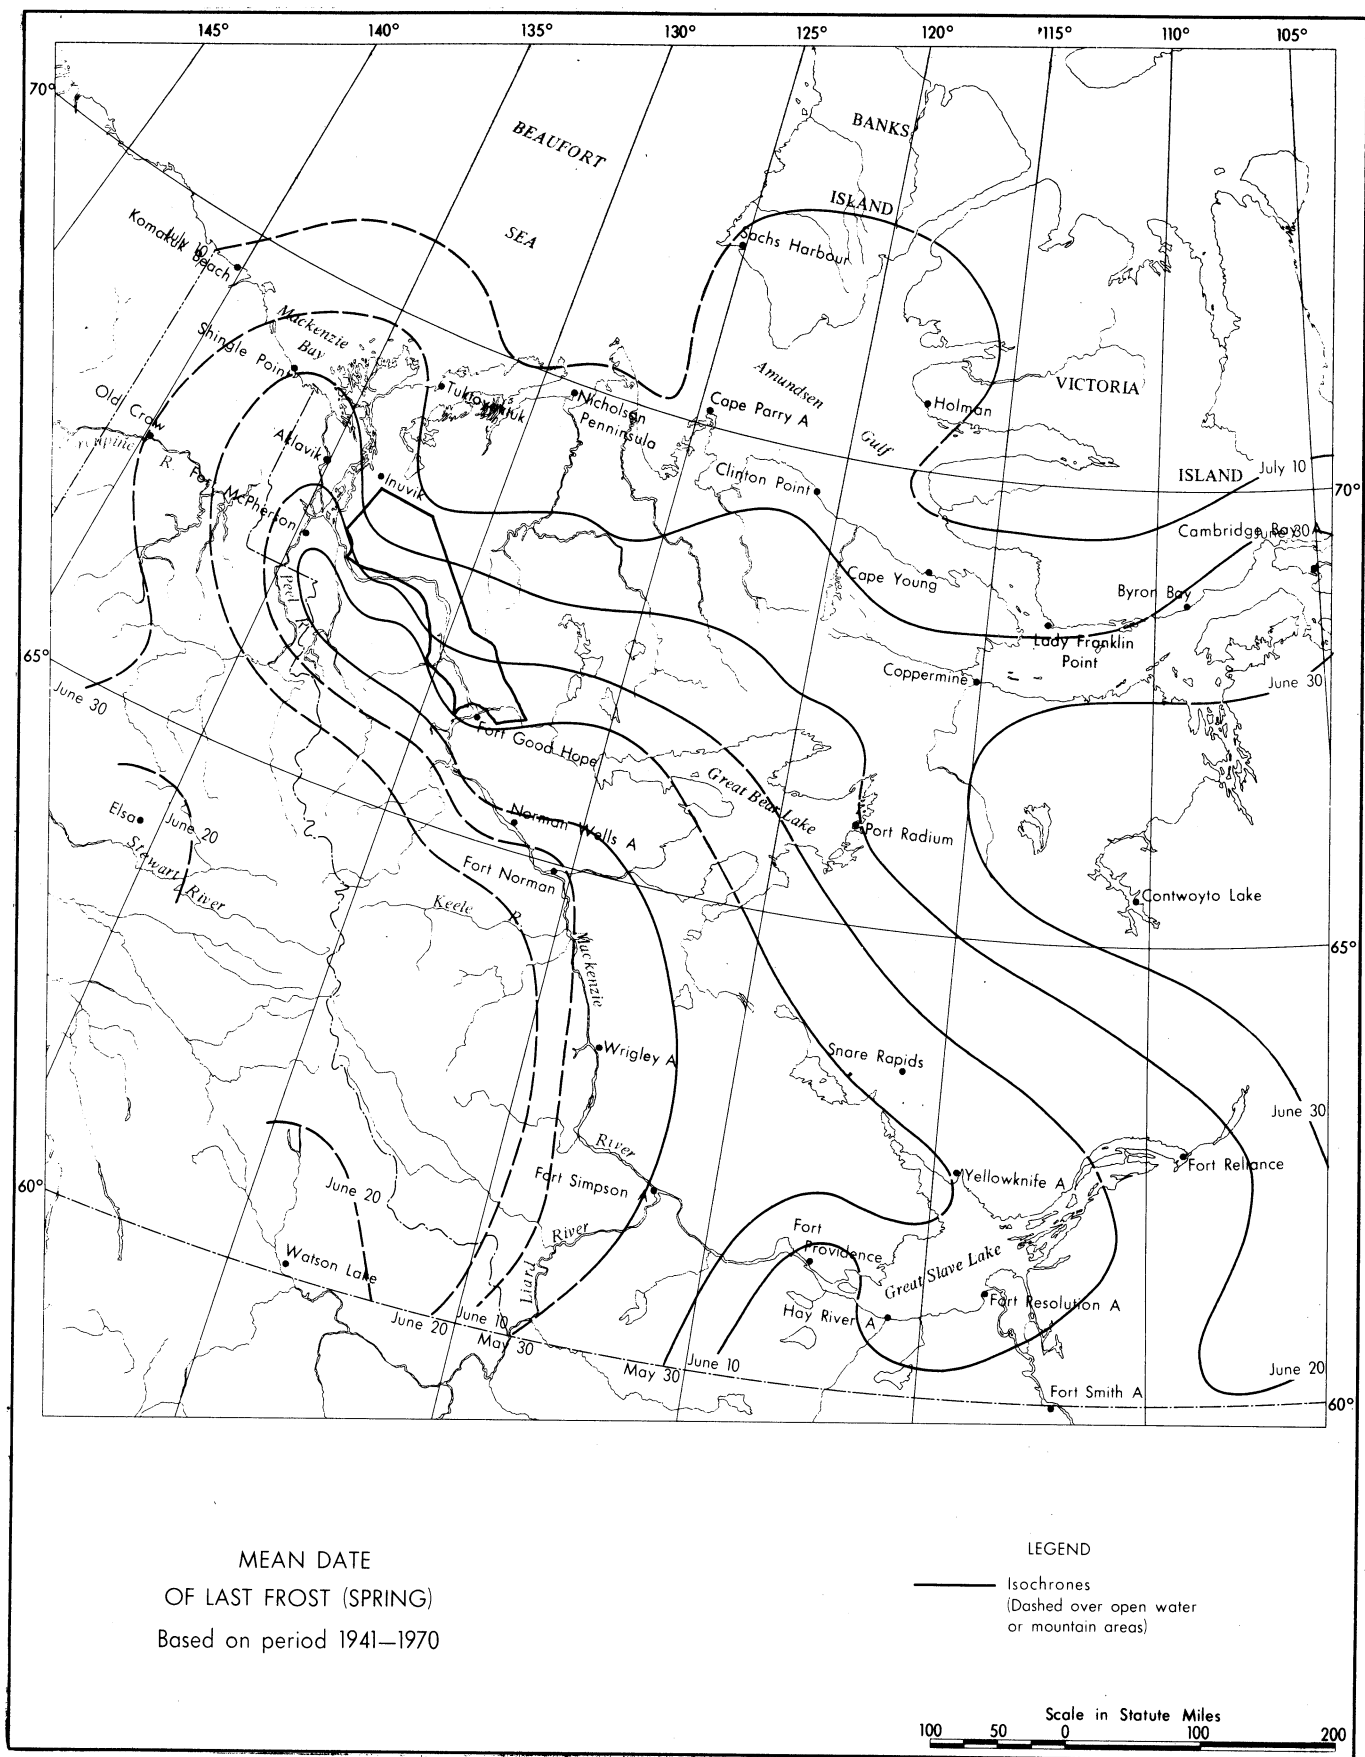 145° 140° 135° 130° 125° 120° 115° 110° 105°
70°
BEAUFORT
SEA
BANKS
ISLAND
Sachs Harbour
Komakuk Beach
July 10
Mackenzie
Bay
Shingle Point
Old Crow
Porcupine R.
Aklavik
Tuktoyaktuk
Nicholson
Penninsula
Cape Parry A
Amundsen
Gulf
Holman
VICTORIA
ISLAND
July 10
70°
Inuvik
Fort McPherson
Clinton Point
Cambridge Bay A
June 30
Cape Young
Byron Bay
Lady Franklin
Point
Peel
65°
June 30
Coppermine
June 30
Fort Good Hope
Great Bear Lake
Port Radium
Elsa
June 20
Stewart River
Norman Wells A
Fort Norman
Keele R.
Contwoyto Lake
65°
Mackenzie
Wrigley A
Snare Rapids
June 30
River
Fort Simpson A
Yellowknife A
Fort Reliance
60°
June 20
River
Liard
Fort
Providence
Great Slave Lake
Watson Lake
Hay River A
Fort Resolution A
June 20
June 10
May 30
May 30
June 10
June 20
Fort Smith A
60°
MEAN DATE
OF LAST FROST (SPRING)
Based on period 1941—1970
LEGEND
Isochrones
(Dashed over open water
or mountain areas)
Scale in Statute Miles
100 50 0 100 200